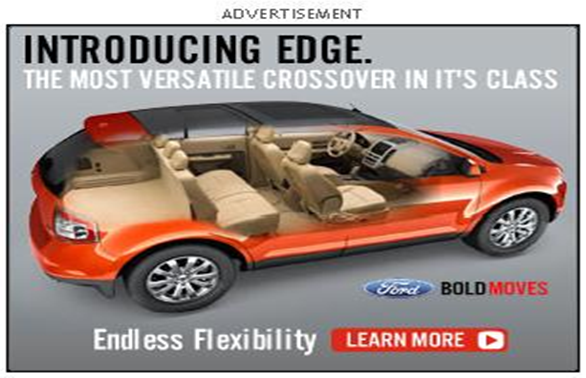 ADVERTISEMENT
INTRODUCING EDGE.
THE MOST VERSATILE CROSSOVER IN IT'S CLASS
Ford BOLD MOVES
Endless Flexibility LEARN MORE